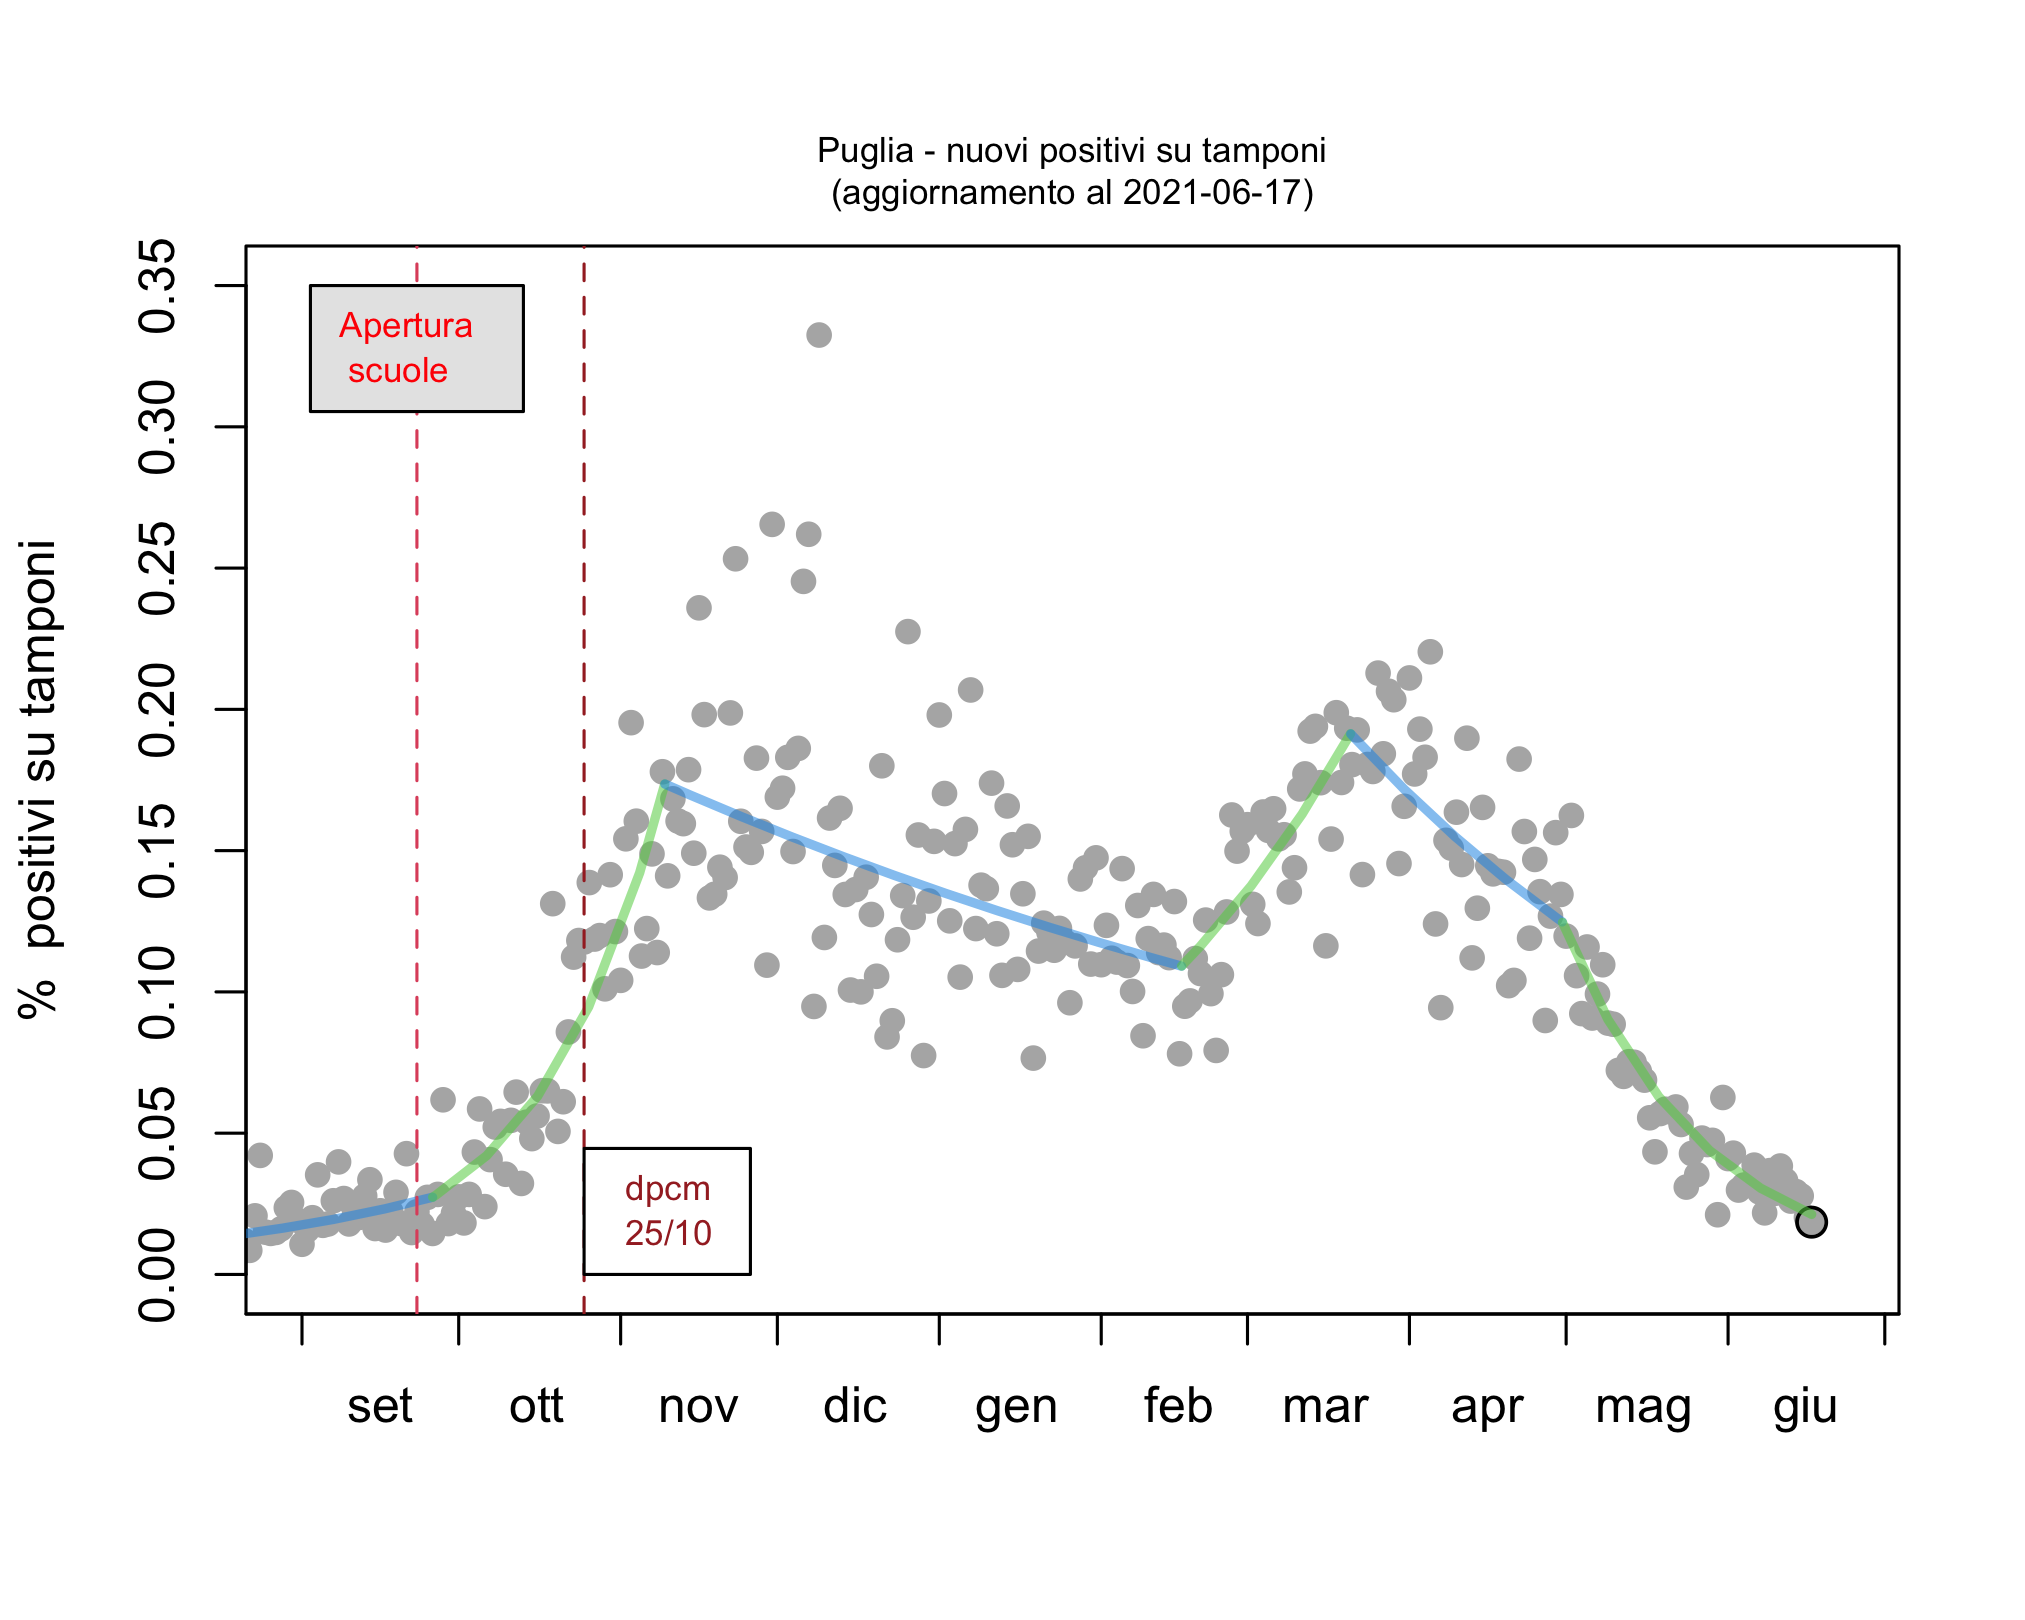 Puglia - nuovi positivi su tamponi
(aggiornamento al 2021-06-17)
% positivi su tamponi
0.35
0.30
0.25
0.20
0.15
0.10
0.05
0.00
Apertura
scuole
dpcm
25/10
set ott nov dic gen feb mar apr mag giu